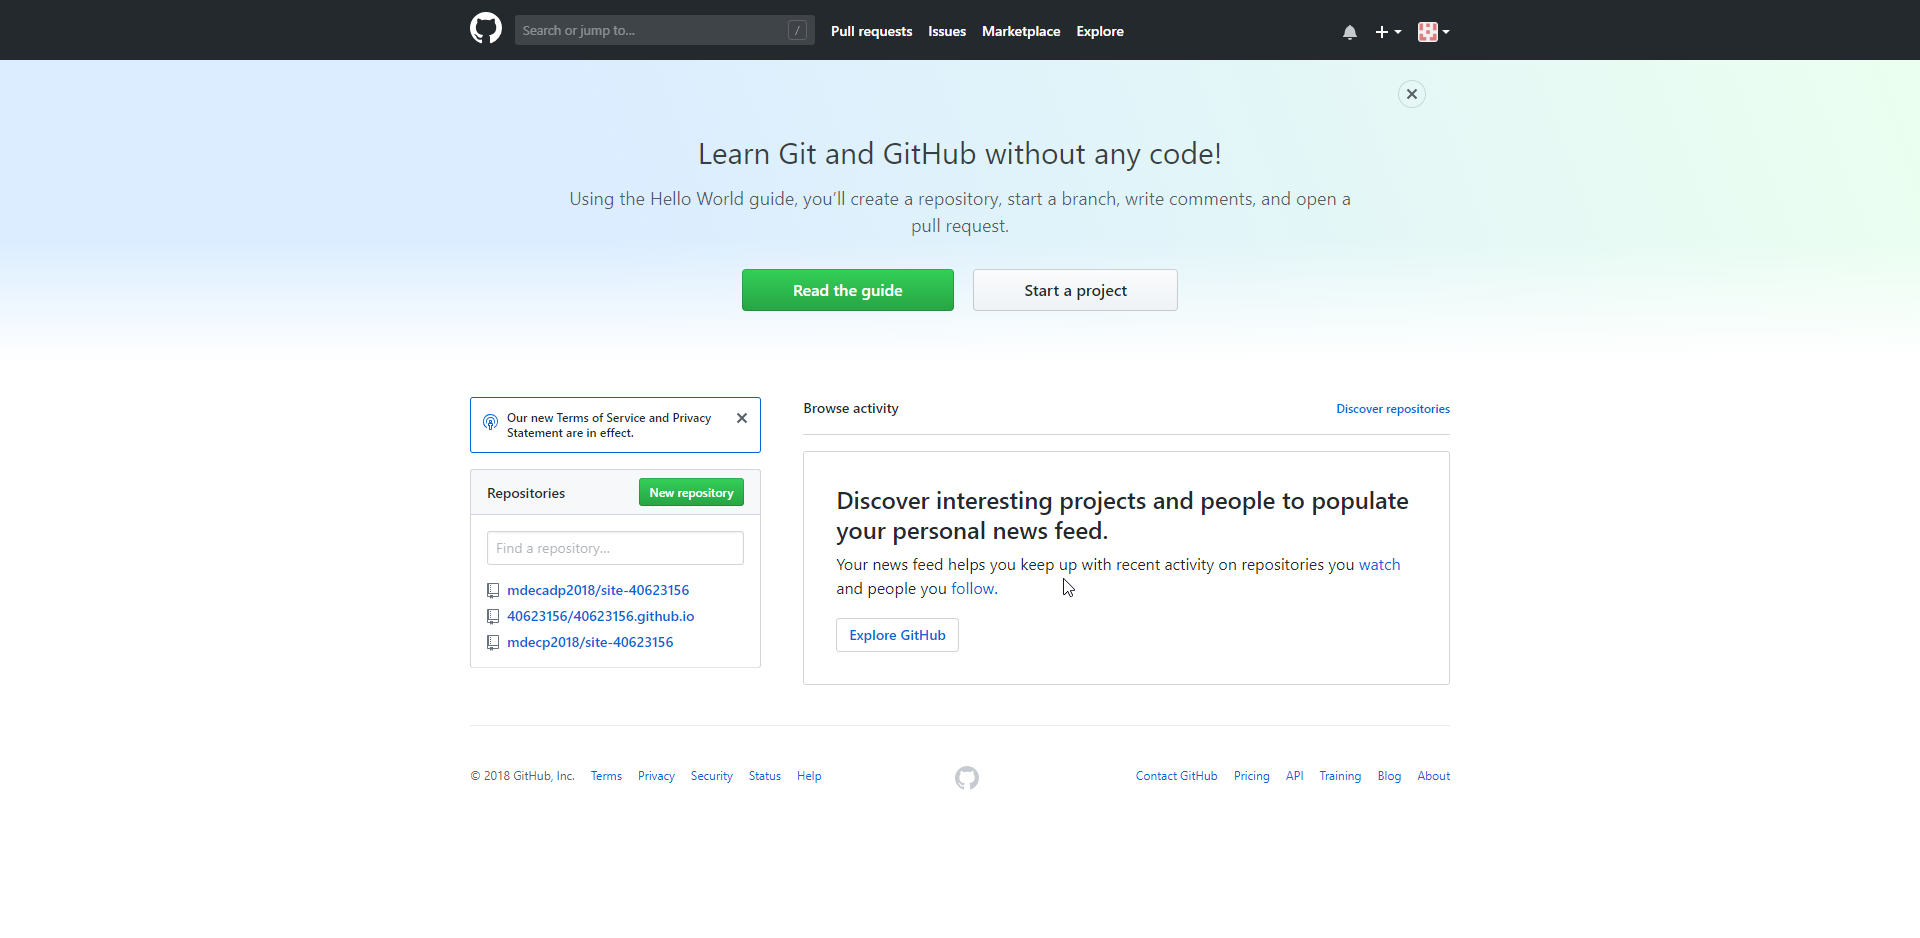 Search or jump to...
/
Pull requests
Issues
Marketplace
Explore
Learn Git and GitHub without any code!
Using the Hello World guide, you’ll create a repository, start a branch, write comments, and open a
pull request.
Read the guide
Start a project
Our new Terms of Service and Privacy
Statement are in effect.
Repositories
New repository
Find a repository...
mdecadp2018/site-40623156
40623156/40623156.github.io
mdecp2018/site-40623156
Browse activity
Discover repositories
Discover interesting projects and people to populate
your personal news feed.
Your news feed helps you keep up with recent activity on repositories you watch
and people you follow.
Explore GitHub
© 2018 GitHub, Inc.
Terms
Privacy
Security
Status
Help
Contact GitHub
Pricing
API
Training
Blog
About